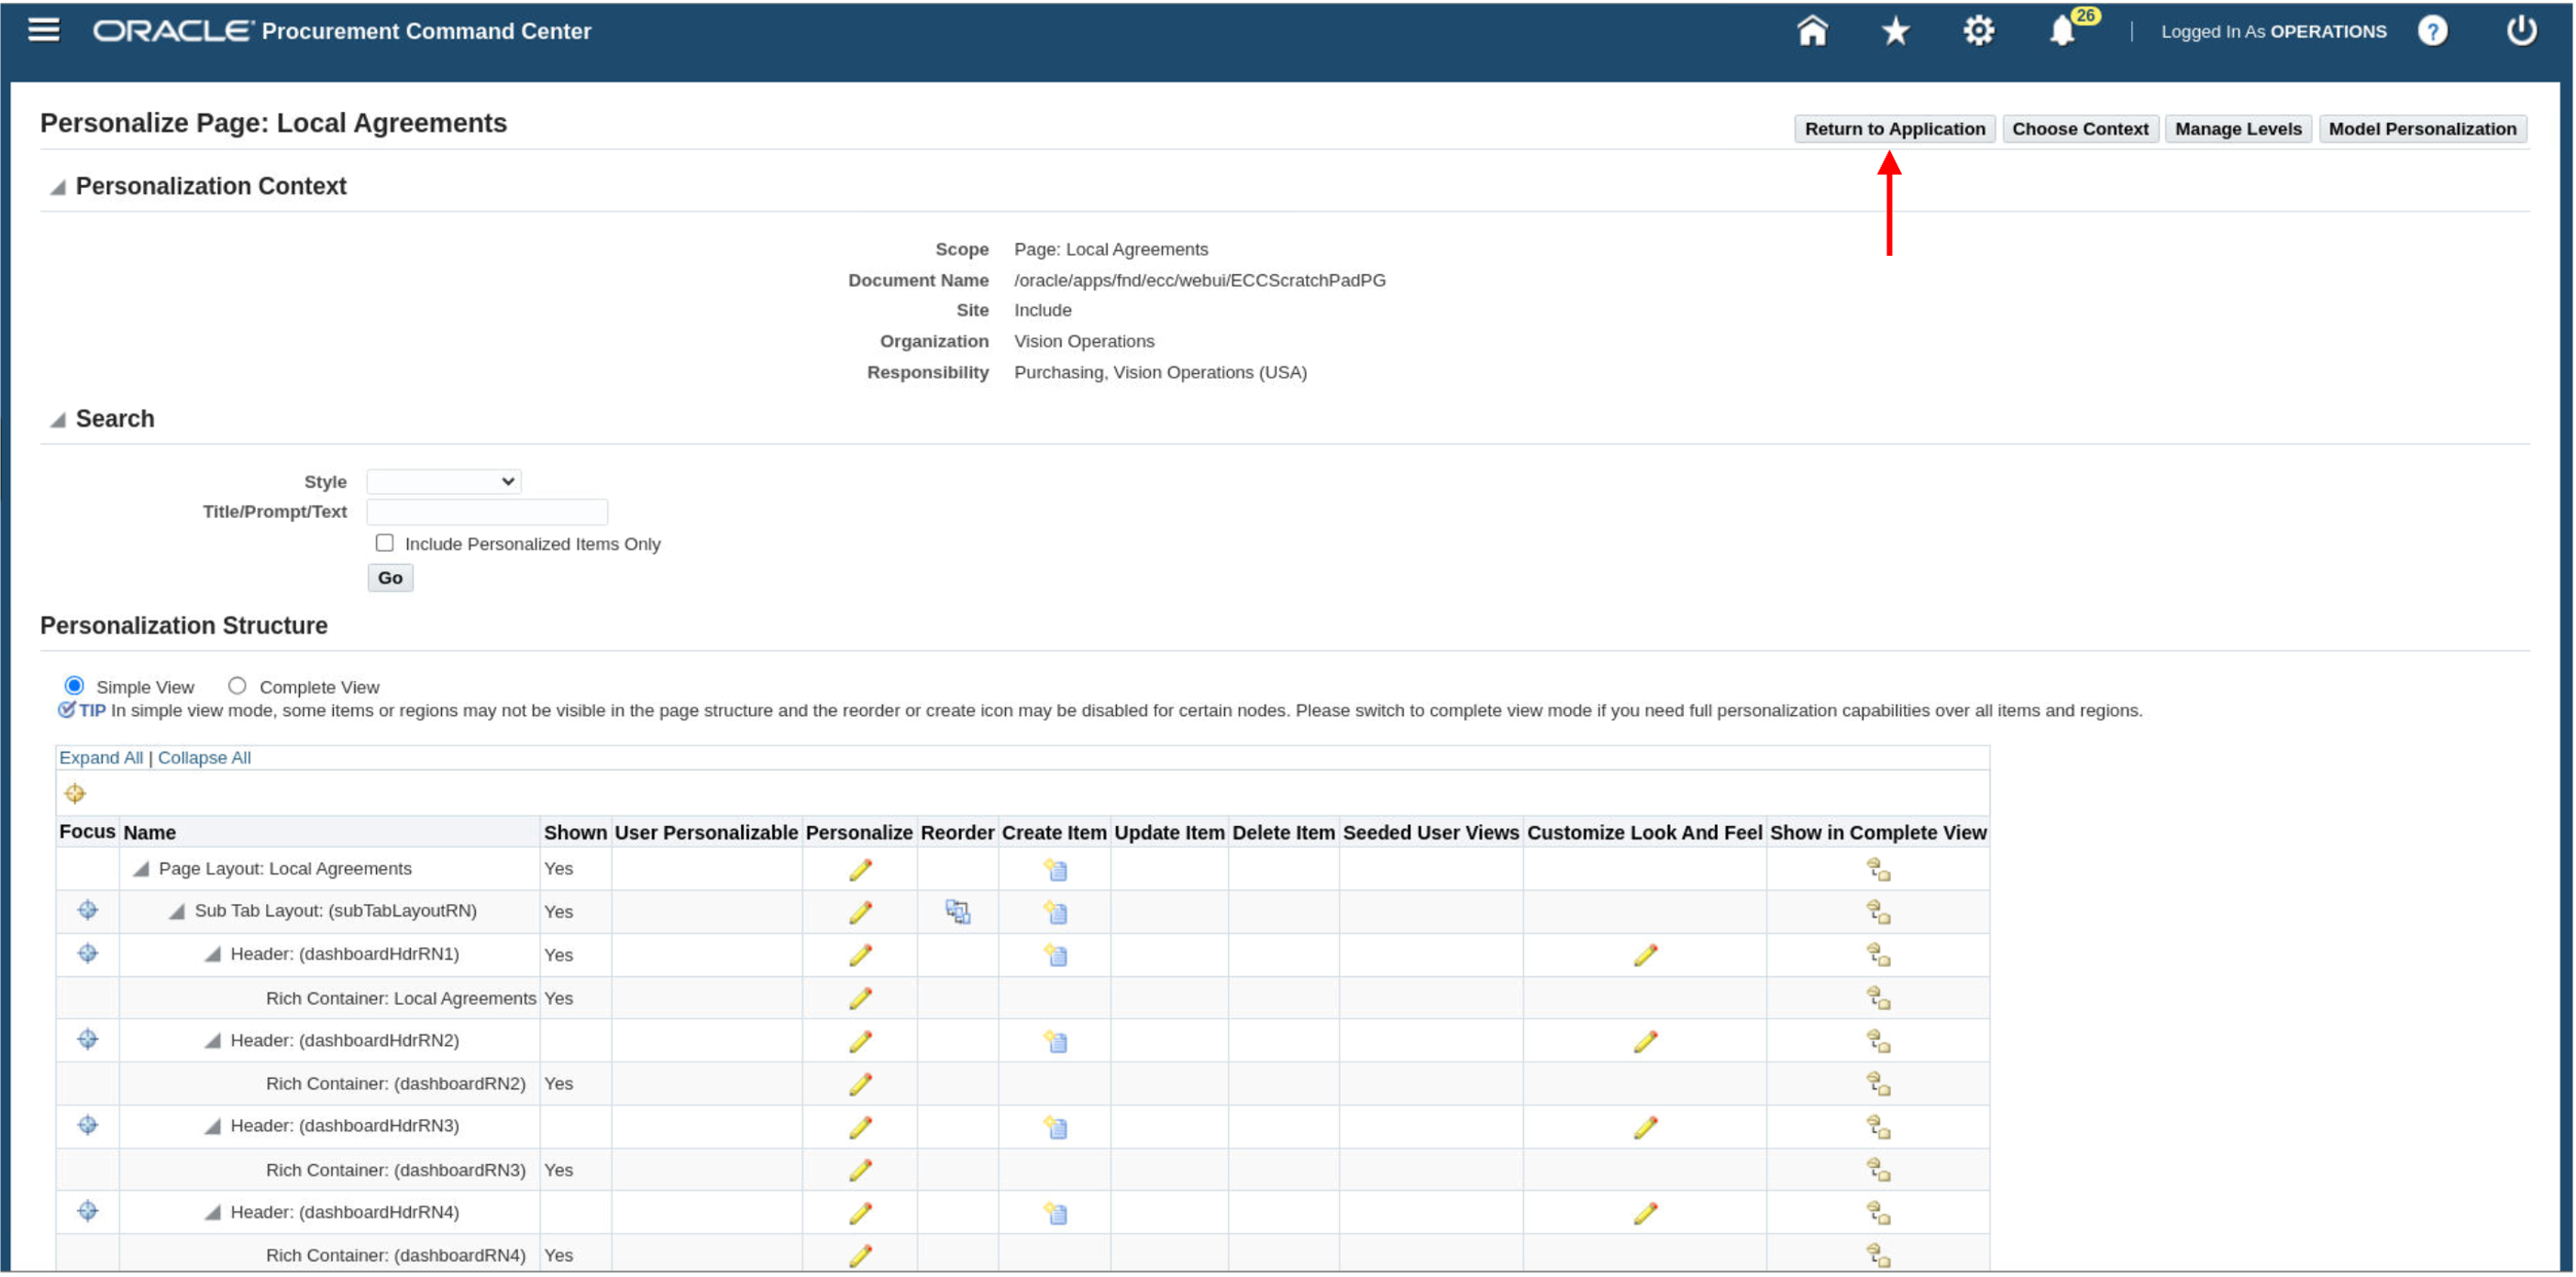 ORACLE Procurement Command Center 26 Logged In As OPERATIONS ?
Personalize Page: Local Agreements Return to Application Choose Context Manage Levels Model Personalization
Personalization Context
Scope Page: Local Agreements
Document Name /oracle/apps/fnd/ecc/webui/ECCScratchPadPG
Site Include
Organization Vision Operations
Responsibility Purchasing, Vision Operations (USA)
Search
Style
Title/Prompt/Text
Include Personalized Items Only
Go
Personalization Structure
Simple View Complete View
TIP In simple view mode, some items or regions may not be visible in the page structure and the reorder or create icon may be disabled for certain nodes. Please switch to complete view mode if you need full personalization capabilities over all items and regions.
Expand All | Collapse All
Focus Name Shown User Personalizable Personalize Reorder Create Item Update Item Delete Item Seeded User Views Customize Look And Feel Show in Complete View
Page Layout: Local Agreements Yes
Sub Tab Layout: (subTabLayoutRN) Yes
Header: (dashboardHdrRN1) Yes
Rich Container: Local Agreements Yes
Header: (dashboardHdrRN2)
Rich Container: (dashboardRN2) Yes
Header: (dashboardHdrRN3)
Rich Container: (dashboardRN3) Yes
Header: (dashboardHdrRN4)
Rich Container: (dashboardRN4) Yes